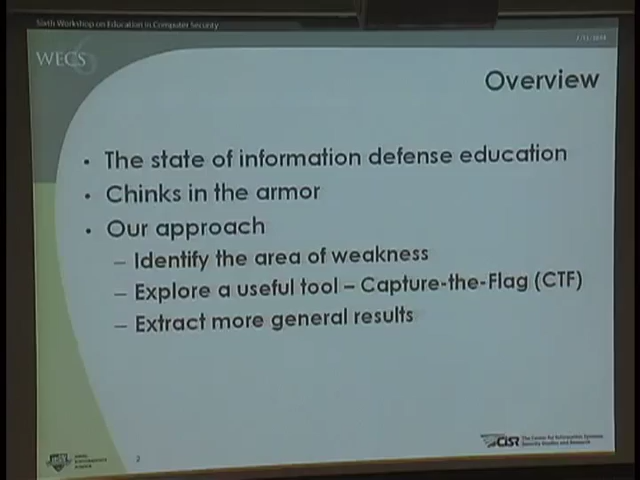 Sixth Workshop on Education in Computer Security
WECS
6
Overview
• The state of information defense education
• Chinks in the armor
• Our approach
– Identify the area of weakness
– Explore a useful tool – Capture-the-Flag (CTF)
– Extract more general results
CISR The Center for Information Systems
Security Studies and Research
2